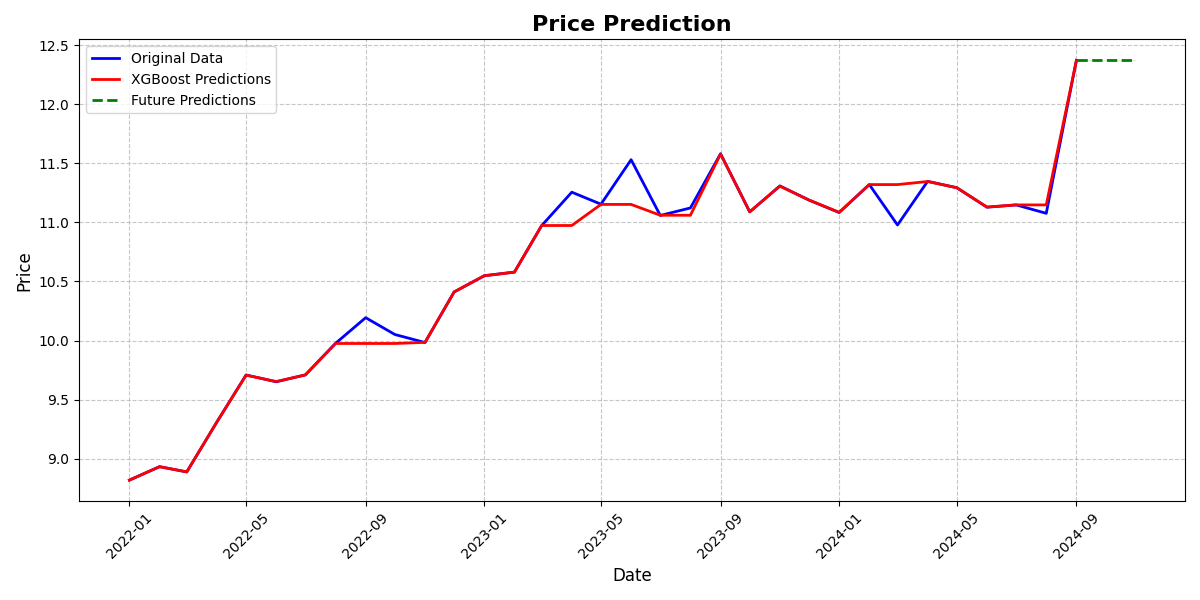 Price Prediction
Original Data
XGBoost Predictions
Future Predictions
Price
12.5
12.0
11.5
11.0
10.5
10.0
9.5
9.0
2022-01
2022-05
2022-09
2023-01
2023-05
2023-09
2024-01
2024-05
2024-09
Date